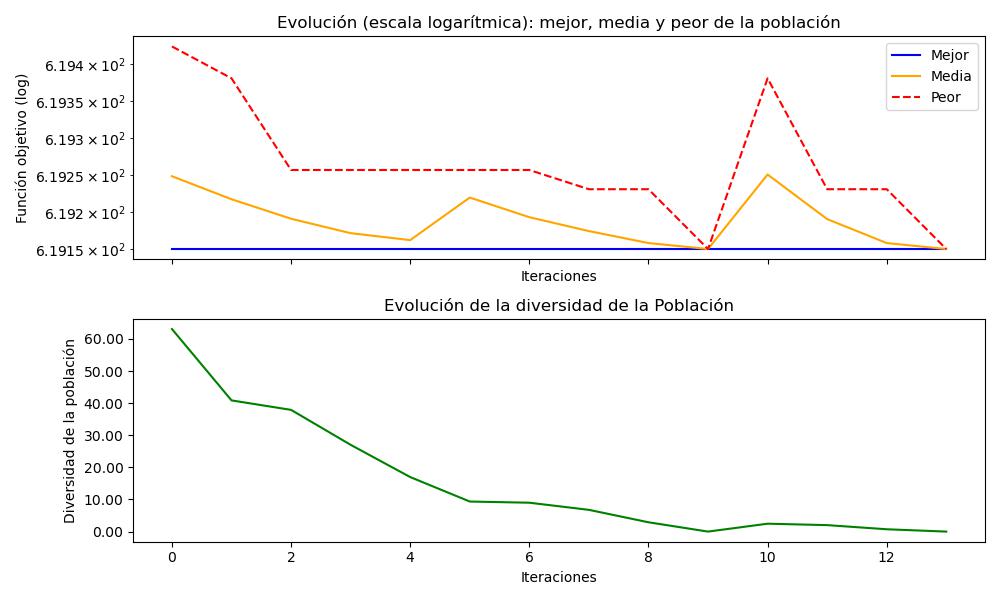 Evolución (escala logarítmica): mejor, media y peor de la población
Función objetivo (log)
6.194 × 10²
6.1935 × 10²
6.193 × 10²
6.1925 × 10²
6.192 × 10²
6.1915 × 10²
Mejor
Media
Peor
Iteraciones
Evolución de la diversidad de la Población
Diversidad de la población
60.00
50.00
40.00
30.00
20.00
10.00
0.00
0 2 4 6 8 10 12
Iteraciones